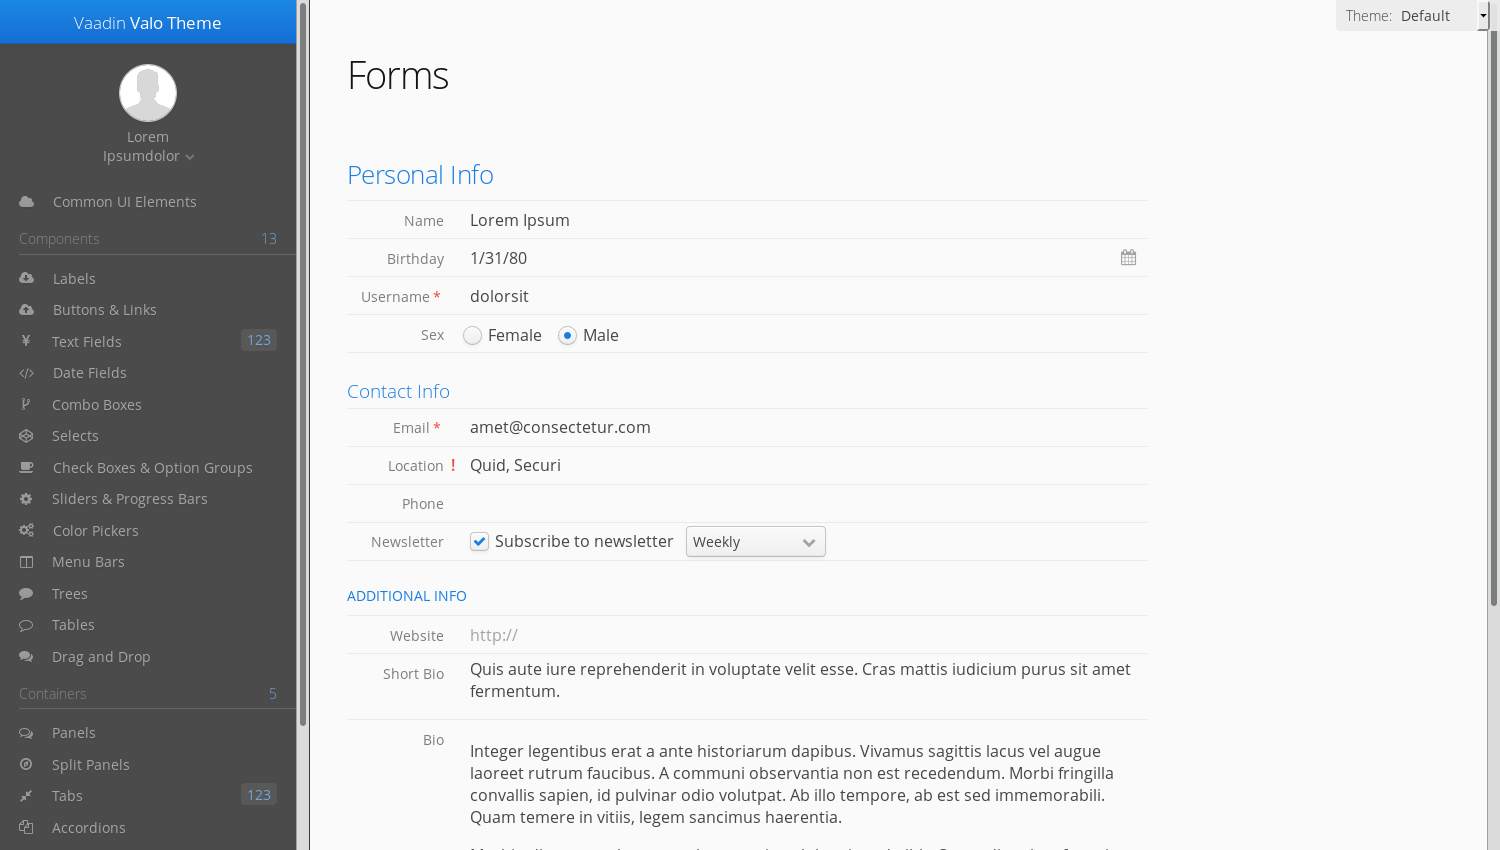 Vaadin Valo Theme
Lorem
Ipsumdolor
Common UI Elements
Components 13
Labels
Buttons & Links
Text Fields 123
Date Fields
Combo Boxes
Selects
Check Boxes & Option Groups
Sliders & Progress Bars
Color Pickers
Menu Bars
Trees
Tables
Drag and Drop
Containers 5
Panels
Split Panels
Tabs 123
Accordions
Theme: Default
Forms
Personal Info
Name Lorem Ipsum
Birthday 1/31/80
Username * dolorsit
Sex Female Male
Contact Info
Email * amet@consectetur.com
Location ! Quid, Securi
Phone
Newsletter Subscribe to newsletter Weekly
ADDITIONAL INFO
Website http://
Short Bio Quis aute iure reprehenderit in voluptate velit esse. Cras mattis iudicium purus sit amet
fermentum.
Bio
Integer legentibus erat a ante historiarum dapibus. Vivamus sagittis lacus vel augue
laoreet rutrum faucibus. A communi observantia non est recedendum. Morbi fringilla
convallis sapien, id pulvinar odio volutpat. Ab illo tempore, ab est sed immemorabili.
Quam temere in vitiis, legem sancimus haerentia.